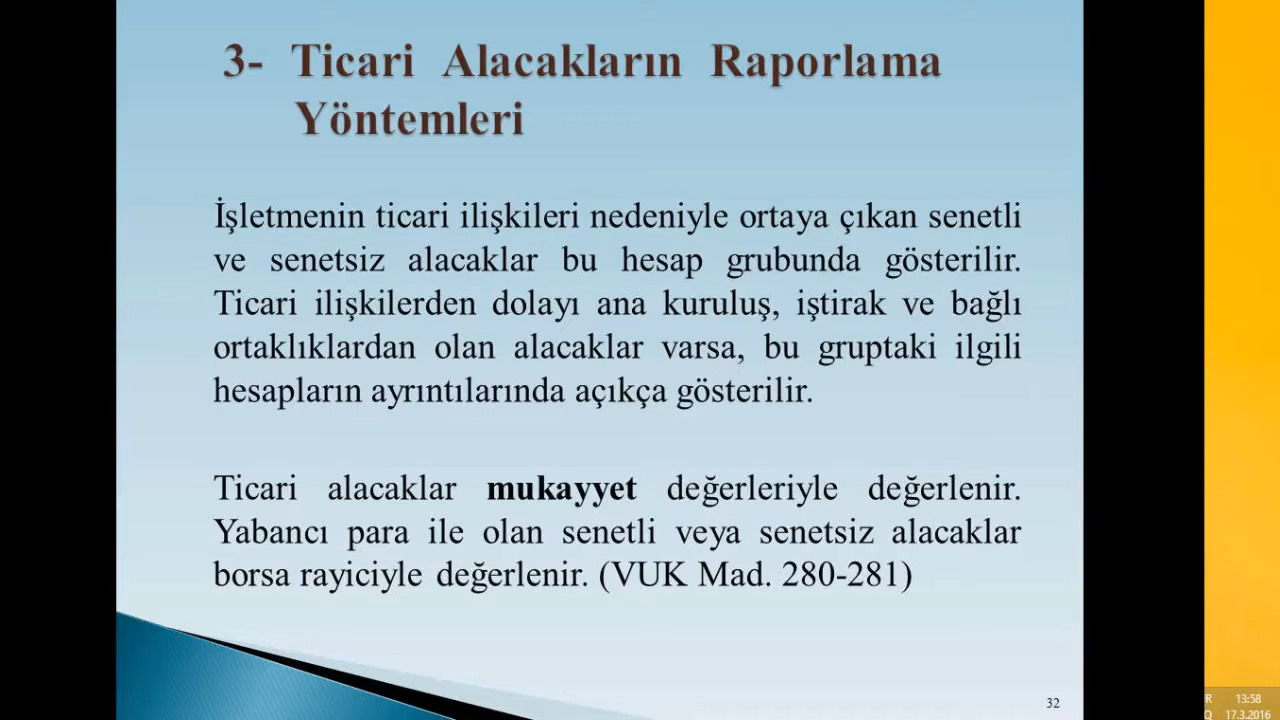 3- Ticari Alacakların Raporlama
Yöntemleri
İşletmenin ticari ilişkileri nedeniyle ortaya çıkan senetli
ve senetsiz alacaklar bu hesap grubunda gösterilir.
Ticari ilişkilerden dolayı ana kuruluş, iştirak ve bağlı
ortaklıklardan olan alacaklar varsa, bu gruptaki ilgili
hesapların ayrıntılarında açıkça gösterilir.
Ticari alacaklar mukayyet değerleriyle değerlenir.
Yabancı para ile olan senetli veya senetsiz alacaklar
borsa rayiciyle değerlenir. (VUK Mad. 280-281)
32
R 13:58
Q 17.3.2016